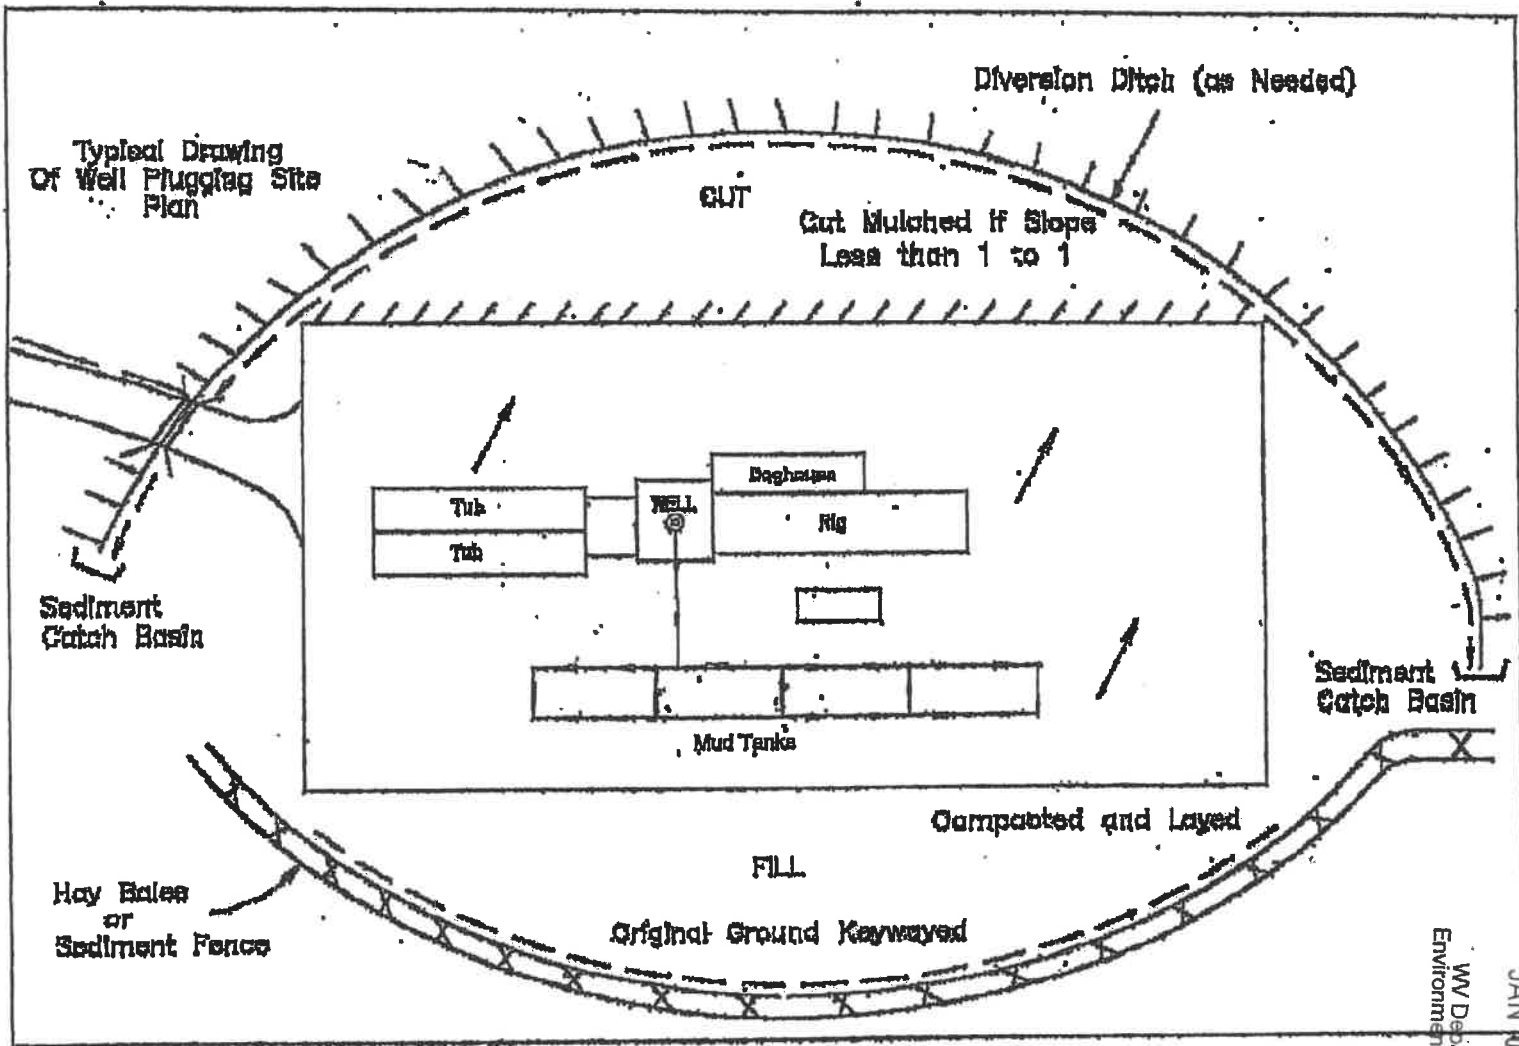 Diversion Ditch (as Needed)
Typical Drawing
Of Well Plugging Site
Plan
CUT
Cut Mulched if Slope
Less than 1 to 1
Doghouse
Tub
WELL
Rig
Tub
Sediment
Catch Basin
Sediment
Catch Basin
Mud Tanks
Compacted and Layed
FILL
Hay Bales
or
Sediment Fence
Original Ground Keywayed
JAN
WV Dep
Environmen